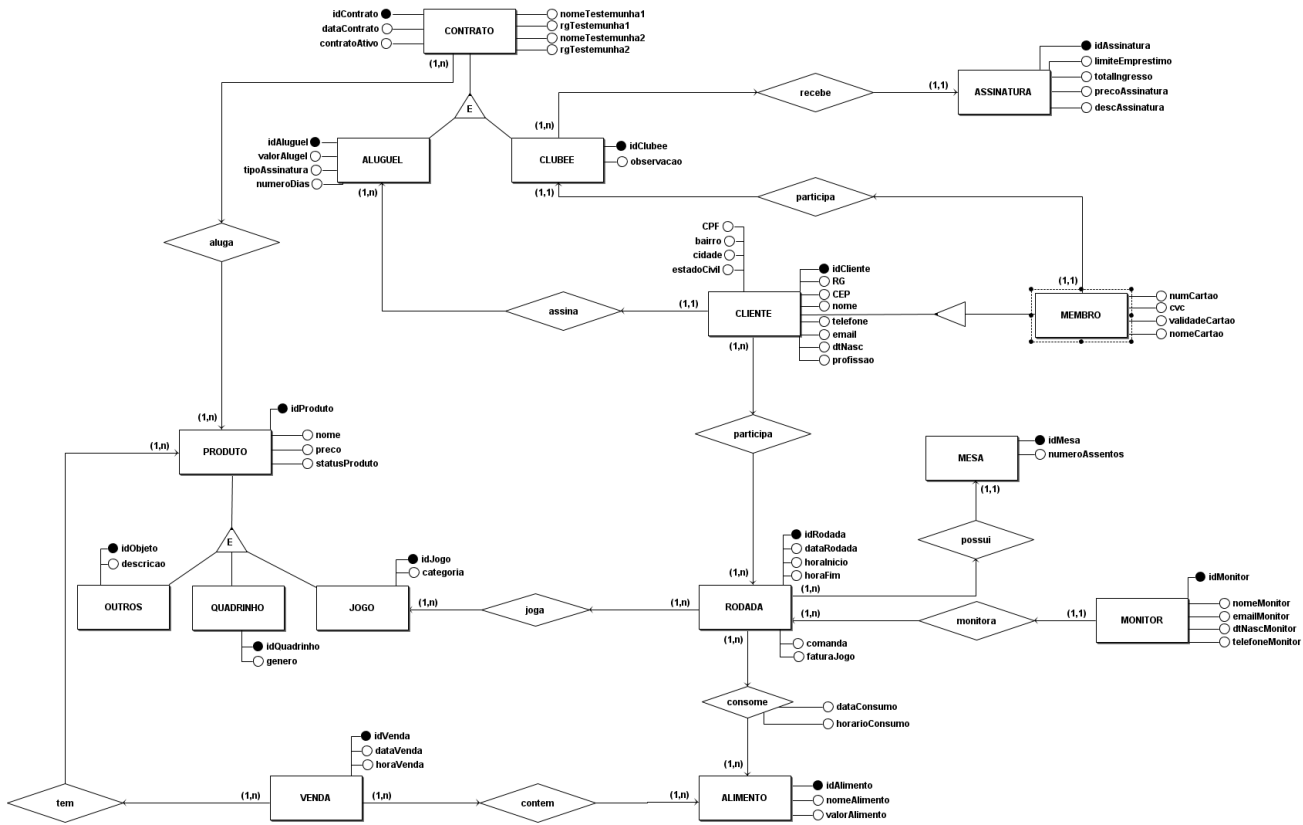 idContrato
dataContrato
contratoAtivo
CONTRATO
nomeTestemunha1
rgTestemunha1
nomeTestemunha2
rgTestemunha2
(1,n)
E
recebe
(1,1)
(1,n)
ASSINATURA
idAssinatura
limiteEmprestimo
totalIngresso
precoAssinatura
descAssinatura
idAluguel
valorAlugel
tipoAssinatura
numeroDias
ALUGUEL
(1,n)
CLUBEE
idClubee
observacao
(1,1)
participa
(1,1)
aluga
CPF
bairro
cidade
estadoCivil
idCliente
RG
CEP
nome
telefone
email
dtNasc
profissao
CLIENTE
(1,1)
(1,n)
assina
MEMBRO
numCartao
cvc
validadeCartao
nomeCartao
participa
(1,n)
(1,n)
PRODUTO
idProduto
nome
preco
statusProduto
(1,n)
E
MESA
idMesa
numeroAssentos
(1,1)
possui
idObjeto
descricao
OUTROS
QUADRINHO
idQuadrinho
genero
idJogo
categoria
JOGO
(1,n)
joga
(1,n)
RODADA
idRodada
dataRodada
horaInicio
horaFim
(1,n)
(1,n)
(1,n)
comanda
faturaJogo
monitora
(1,1)
MONITOR
idMonitor
nomeMonitor
emailMonitor
dtNascMonitor
telefoneMonitor
consome
dataConsumo
horarioConsumo
(1,n)
tem
(1,n)
VENDA
idVenda
dataVenda
horaVenda
(1,n)
contem
(1,n)
ALIMENTO
idAlimento
nomeAlimento
valorAlimento